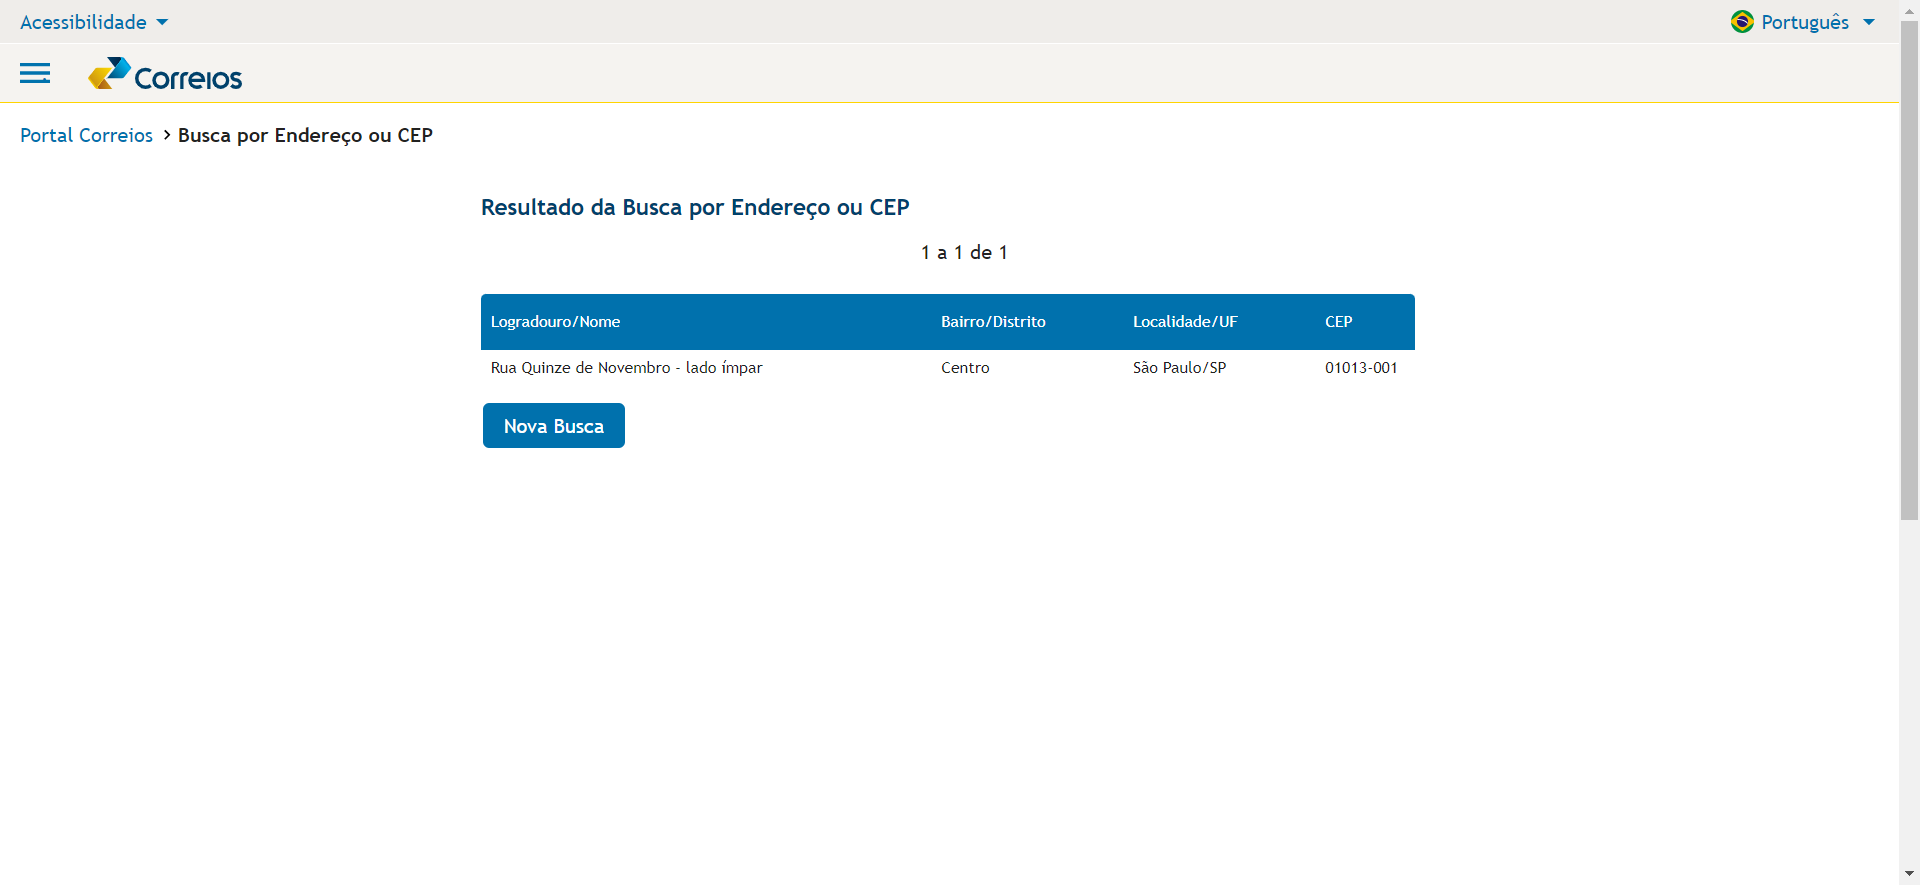 Acessibilidade
Português
Correios
Portal Correios > Busca por Endereço ou CEP
Resultado da Busca por Endereço ou CEP
1 a 1 de 1
Logradouro/Nome Bairro/Distrito Localidade/UF CEP
Rua Quinze de Novembro - lado ímpar Centro São Paulo/SP 01013-001
Nova Busca